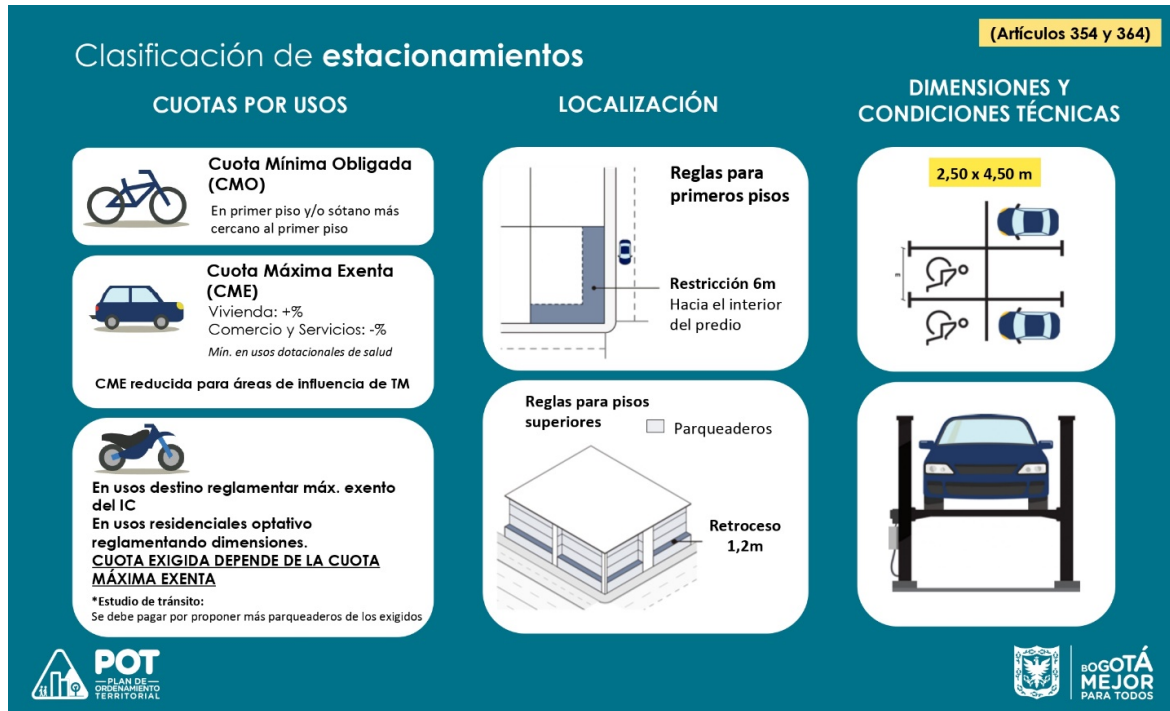 (Artículos 354 y 364)
Clasificación de estacionamientos
CUOTAS POR USOS
Cuota Mínima Obligada
(CMO)
En primer piso y/o sótano más
cercano al primer piso
Cuota Máxima Exenta
(CME)
Vivienda: +%
Comercio y Servicios: -%
Mín. en usos dotacionales de salud
CME reducida para áreas de influencia de TM
En usos destino reglamentar máx. exento
del IC
En usos residenciales optativo
reglamentando dimensiones.
CUOTA EXIGIDA DEPENDE DE LA CUOTA
MÁXIMA EXENTA
*Estudio de tránsito:
Se debe pagar por proponer más parqueaderos de los exigidos
LOCALIZACIÓN
Reglas para
primeros pisos
Restricción 6m
Hacia el interior
del predio
Reglas para pisos
superiores
Parqueaderos
Retroceso
1,2m
DIMENSIONES Y
CONDICIONES TÉCNICAS
2,50 x 4,50 m
POT
PLAN DE
ORDENAMIENTO
TERRITORIAL
BOGOTÁ
MEJOR
PARA TODOS